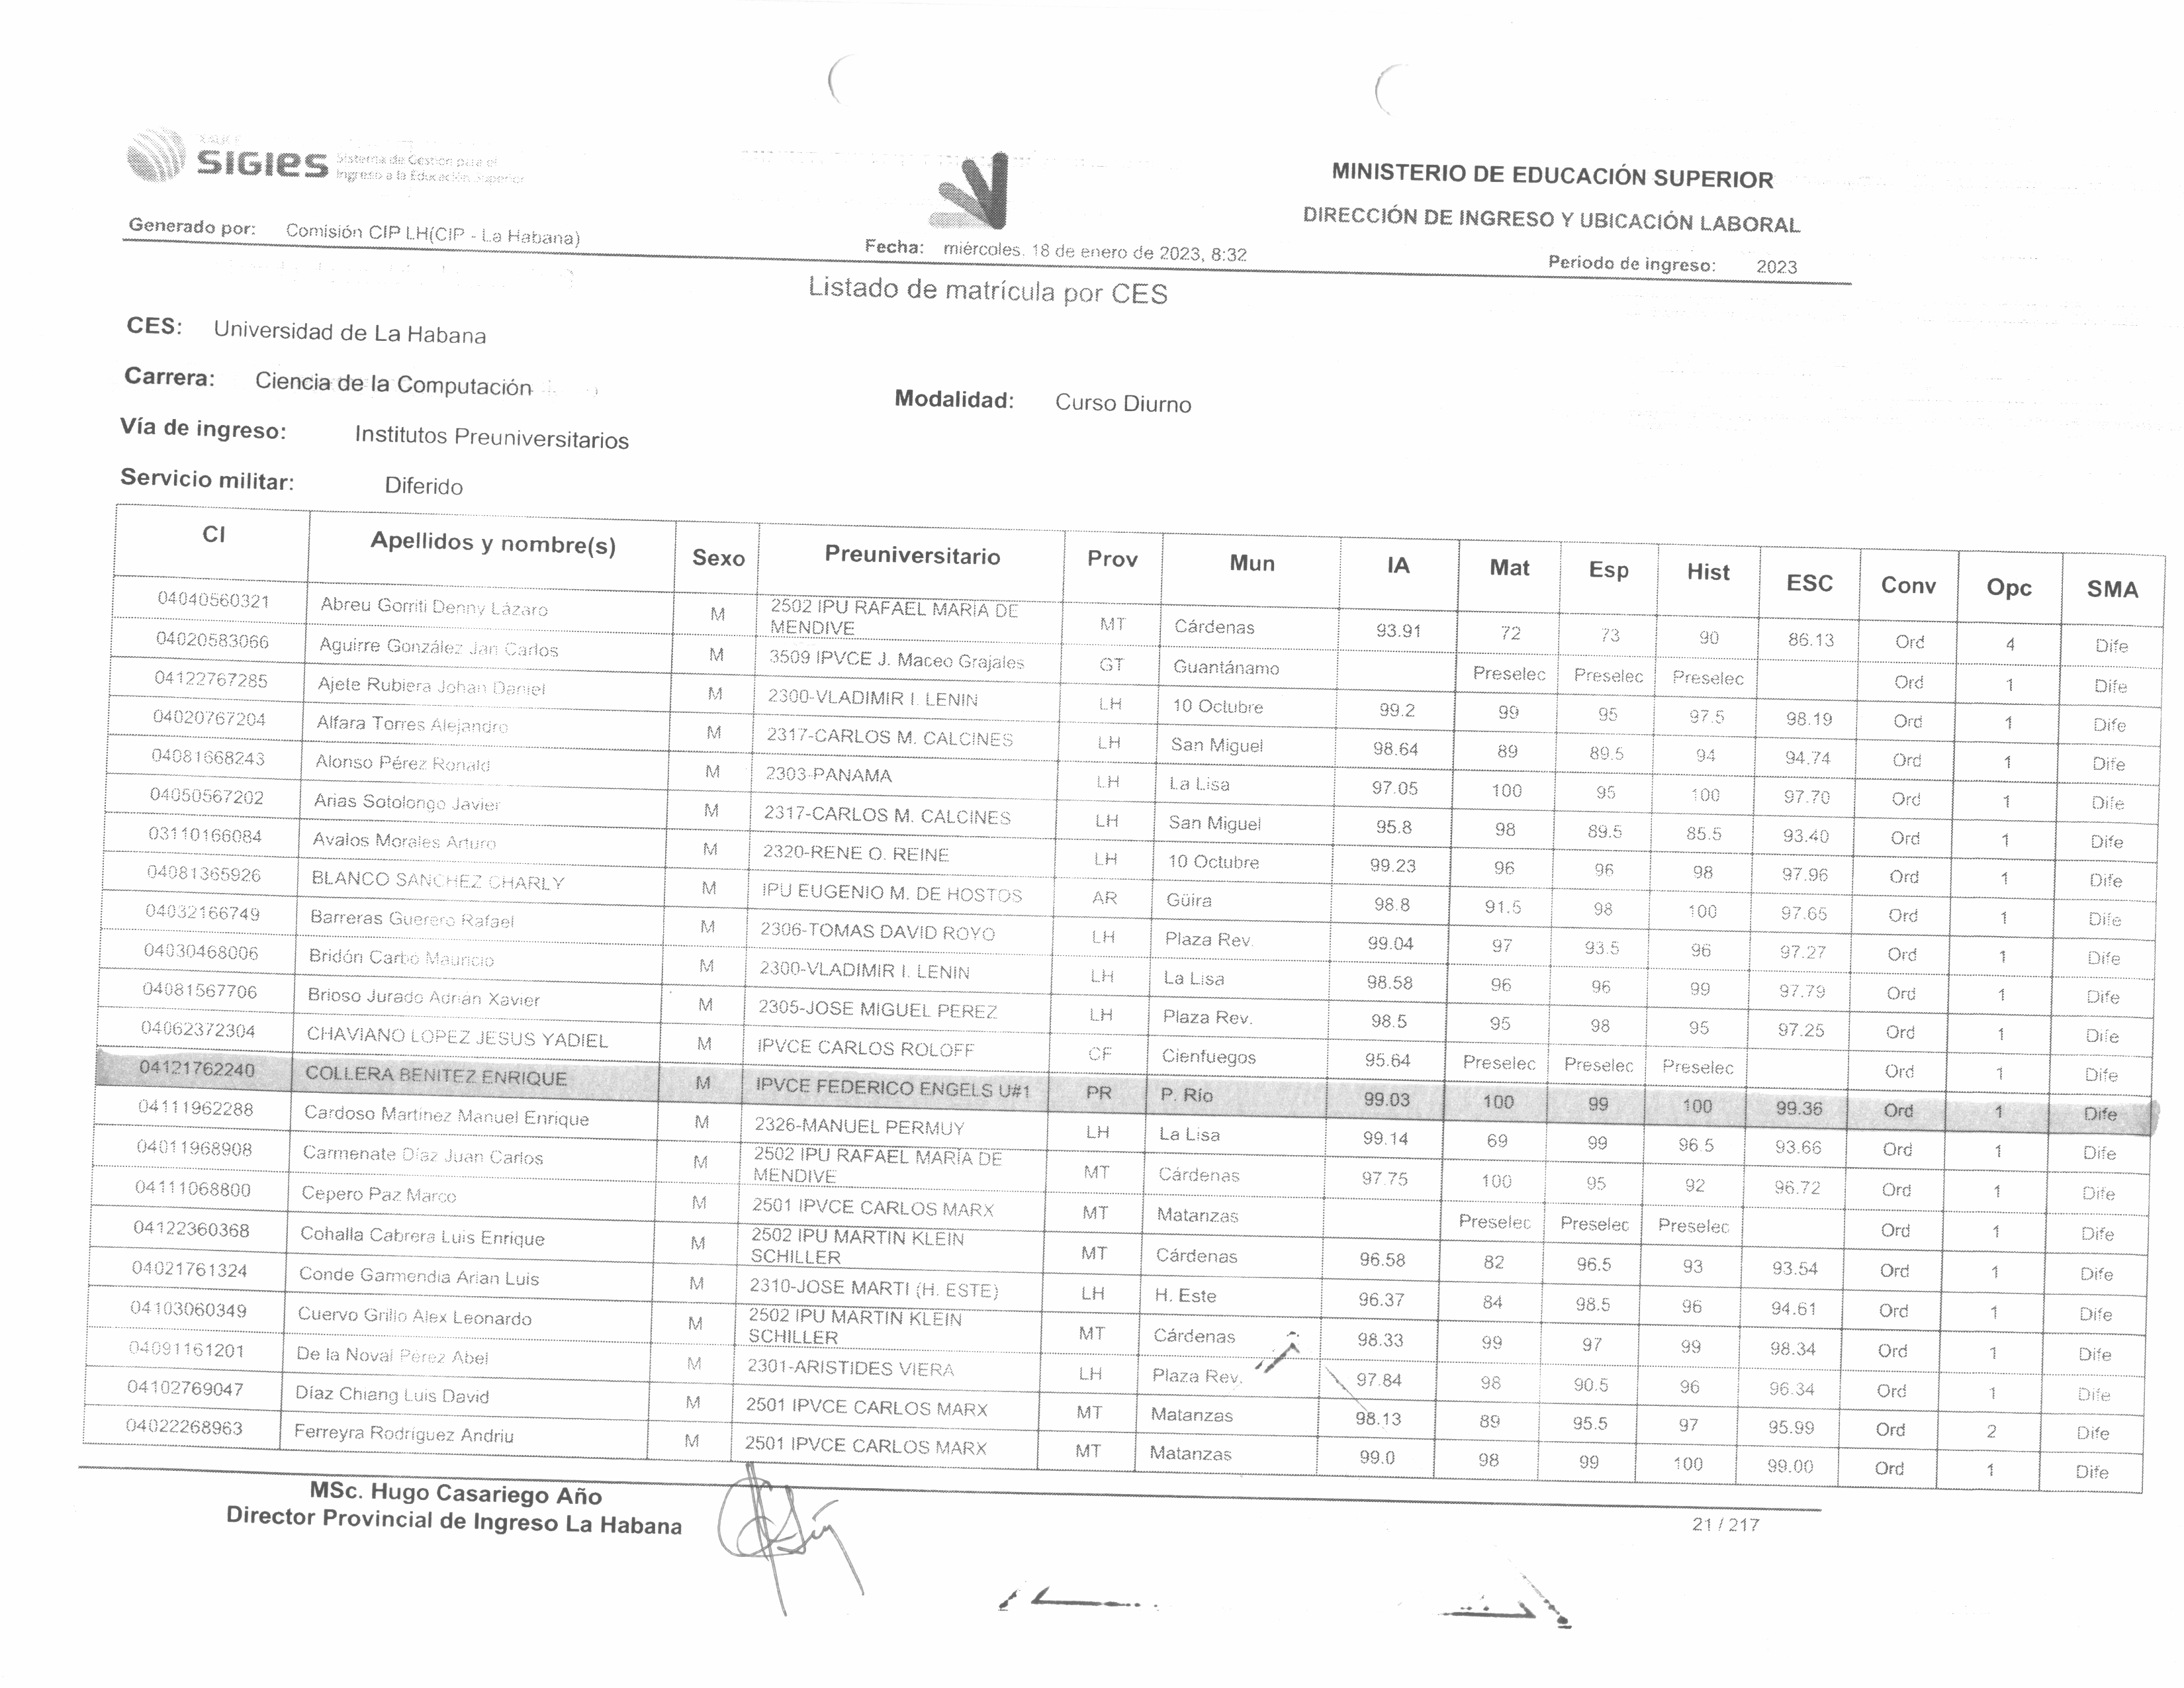 XABCE
SIGIES Sistema de Gestión para el
Ingreso a la Educación Superior
MINISTERIO DE EDUCACIÓN SUPERIOR
DIRECCIÓN DE INGRESO Y UBICACIÓN LABORAL
Generado por: Comisión CIP LH(CIP - La Habana)
Fecha: miércoles, 18 de enero de 2023, 8:32
Periodo de ingreso: 2023
Listado de matrícula por CES
CES: Universidad de La Habana
Carrera: Ciencia de la Computación
Modalidad: Curso Diurno
Vía de ingreso: Institutos Preuniversitarios
Servicio militar: Diferido
CI Apellidos y nombre(s) Sexo Preuniversitario Prov Mun IA Mat Esp Hist ESC Conv Opc SMA
04040560321 Abreu Gorriti Denny Lázaro M 2502 IPU RAFAEL MARIA DE MENDIVE MT Cárdenas 93.91 72 73 90 86.13 Ord 4 Dife
04020583066 Aguirre González Jan Carlos M 3509 IPVCE J. Maceo Grajales GT Guantánamo Preselec Preselec Preselec Ord 1 Dife
04122767285 Ajete Rubiera Johan Daniel M 2300-VLADIMIR I. LENIN LH 10 Octubre 99.2 99 95 97.5 98.19 Ord 1 Dife
04020767204 Alfara Torres Alejandro M 2317-CARLOS M. CALCINES LH San Miguel 98.64 89 89.5 94 94.74 Ord 1 Dife
04081668243 Alonso Pérez Ronald M 2303-PANAMA LH La Lisa 97.05 100 95 100 97.70 Ord 1 Dife
04050567202 Arias Sotolongo Javier M 2317-CARLOS M. CALCINES LH San Miguel 95.8 98 89.5 85.5 93.40 Ord 1 Dife
03110166084 Avalos Morales Arturo M 2320-RENE O. REINE LH 10 Octubre 99.23 96 96 98 97.96 Ord 1 Dife
04081365926 BLANCO SANCHEZ CHARLY M IPU EUGENIO M. DE HOSTOS AR Güira 98.8 91.5 98 100 97.65 Ord 1 Dife
04032166749 Barreras Guerero Rafael M 2306-TOMAS DAVID ROYO LH Plaza Rev. 99.04 97 93.5 96 97.27 Ord 1 Dife
04030468006 Bridón Carbo Mauricio M 2300-VLADIMIR I. LENIN LH La Lisa 98.58 96 96 99 97.79 Ord 1 Dife
04081567706 Brioso Jurado Adrián Xavier M 2305-JOSE MIGUEL PEREZ LH Plaza Rev. 98.5 95 98 95 97.25 Ord 1 Dife
04062372304 CHAVIANO LOPEZ JESUS YADIEL M IPVCE CARLOS ROLOFF CF Cienfuegos 95.64 Preselec Preselec Preselec Ord 1 Dife
04121762240 COLLERA BENITEZ ENRIQUE M IPVCE FEDERICO ENGELS U#1 PR P. Río 99.03 100 99 100 99.36 Ord 1 Dife
04111962288 Cardoso Martinez Manuel Enrique M 2326-MANUEL PERMUY LH La Lisa 99.14 69 99 96.5 93.66 Ord 1 Dife
04011968908 Carmenate Díaz Juan Carlos M 2502 IPU RAFAEL MARIA DE MENDIVE MT Cárdenas 97.75 100 95 92 96.72 Ord 1 Dife
04111068800 Cepero Paz Marco M 2501 IPVCE CARLOS MARX MT Matanzas Preselec Preselec Preselec Ord 1 Dife
04122360368 Cohalla Cabrera Luis Enrique M 2502 IPU MARTIN KLEIN SCHILLER MT Cárdenas 96.58 82 96.5 93 93.54 Ord 1 Dife
04021761324 Conde Garmendia Arian Luis M 2310-JOSE MARTI (H. ESTE) LH H. Este 96.37 84 98.5 96 94.61 Ord 1 Dife
04103060349 Cuervo Grillo Alex Leonardo M 2502 IPU MARTIN KLEIN SCHILLER MT Cárdenas 98.33 99 97 99 98.34 Ord 1 Dife
04091161201 De la Noval Perez Abel M 2301-ARISTIDES VIERA LH Plaza Rev. 97.84 98 90.5 96 96.34 Ord 1 Dife
04102769047 Díaz Chiang Luis David M 2501 IPVCE CARLOS MARX MT Matanzas 98.13 89 95.5 97 95.99 Ord 2 Dife
04022268963 Ferreyra Rodriguez Andriu M 2501 IPVCE CARLOS MARX MT Matanzas 99.0 98 99 100 99.00 Ord 1 Dife
MSc. Hugo Casariego Año
Director Provincial de Ingreso La Habana
21 / 217